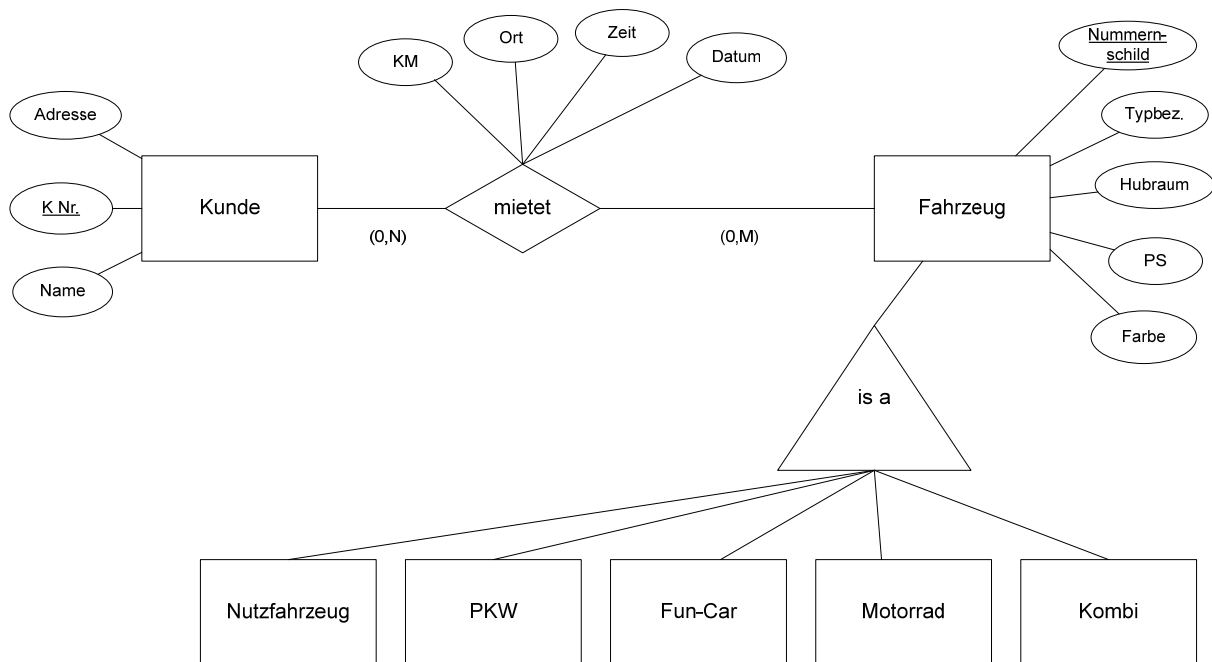 KM
Ort
Zeit
Datum
Nummern-
schild
Adresse
Typbez.
K Nr.
Kunde
mietet
Fahrzeug
Hubraum
(0,N)
(0,M)
PS
Name
Farbe
is a
Nutzfahrzeug
PKW
Fun-Car
Motorrad
Kombi